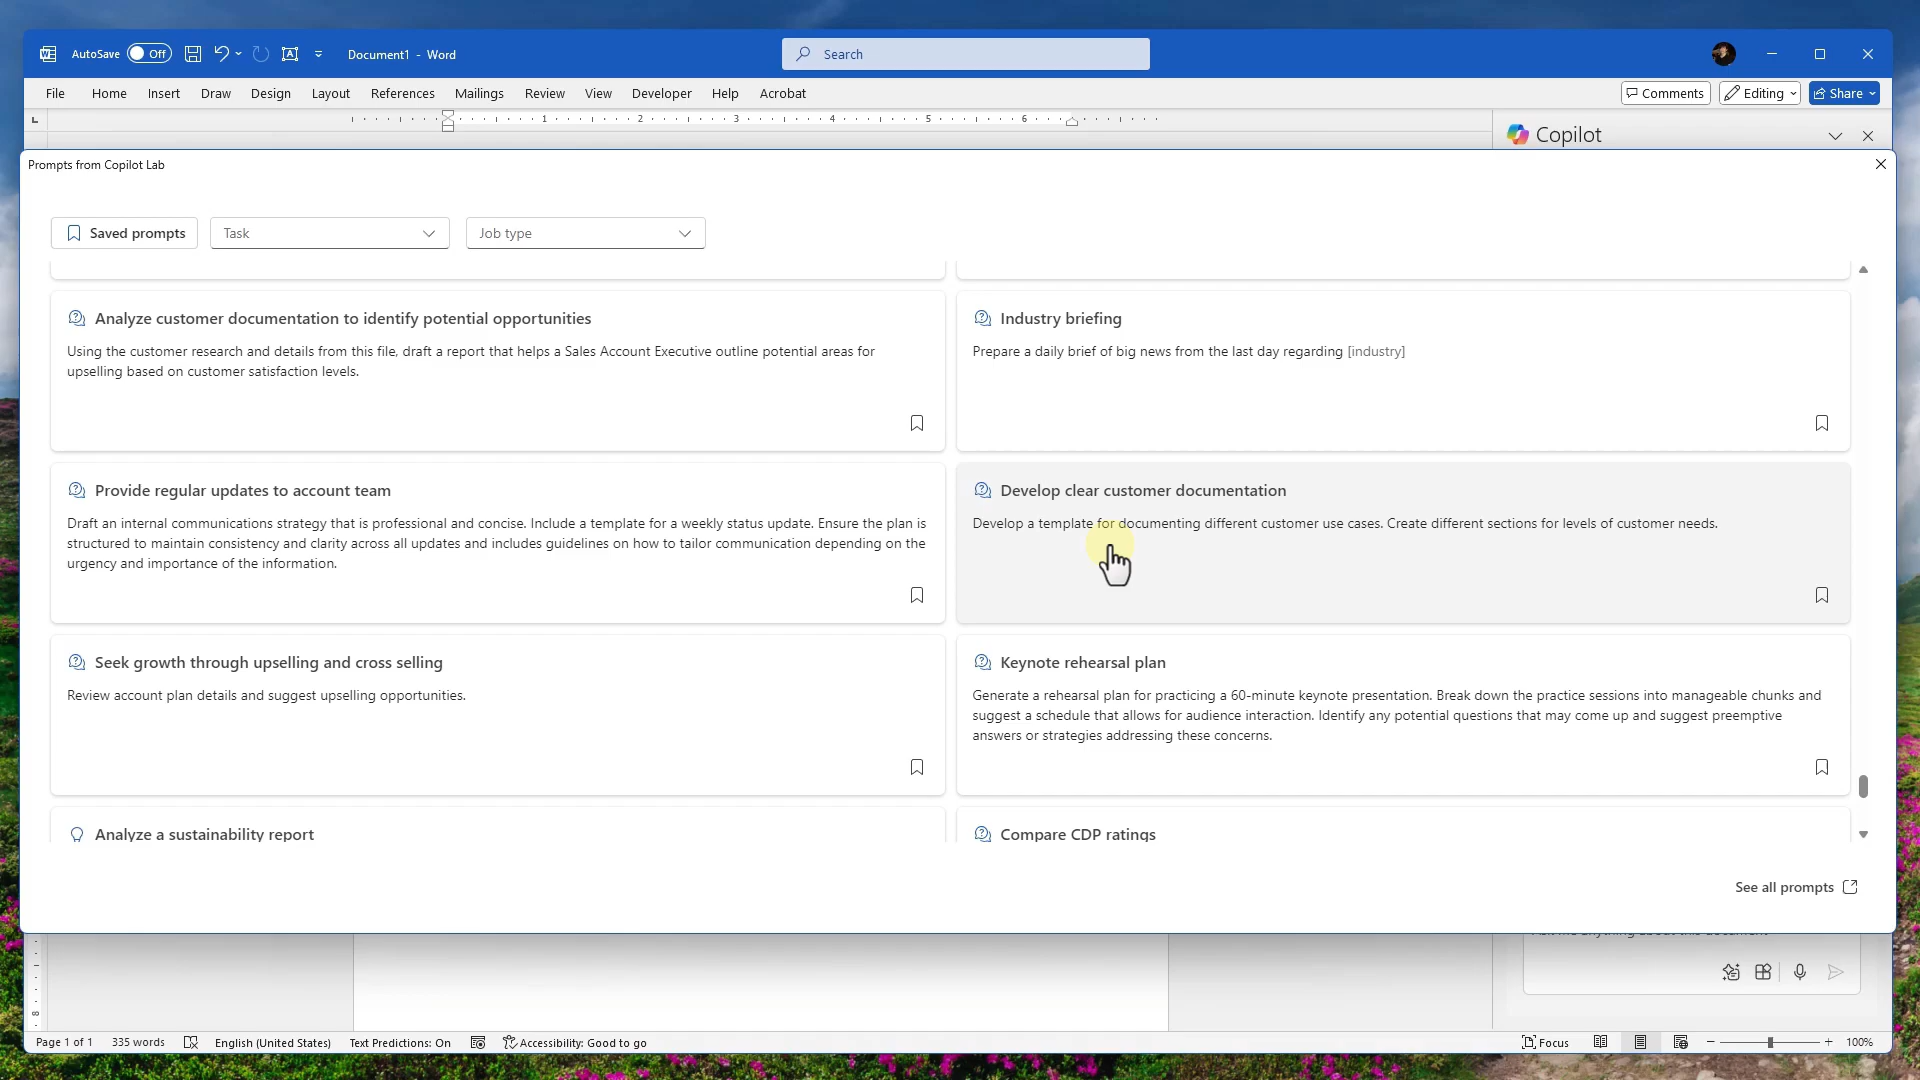 AutoSave Off Document1 - Word Search
File Home Insert Draw Design Layout References Mailings Review View Developer Help Acrobat Comments Editing Share
1 2 3 4 5 6
Copilot
Prompts from Copilot Lab
Saved prompts Task Job type
Analyze customer documentation to identify potential opportunities
Using the customer research and details from this file, draft a report that helps a Sales Account Executive outline potential areas for
upselling based on customer satisfaction levels.
Industry briefing
Prepare a daily brief of big news from the last day regarding [industry]
Provide regular updates to account team
Draft an internal communications strategy that is professional and concise. Include a template for a weekly status update. Ensure the plan is
structured to maintain consistency and clarity across all updates and includes guidelines on how to tailor communication depending on the
urgency and importance of the information.
Develop clear customer documentation
Develop a template for documenting different customer use cases. Create different sections for levels of customer needs.
Seek growth through upselling and cross selling
Review account plan details and suggest upselling opportunities.
Keynote rehearsal plan
Generate a rehearsal plan for practicing a 60-minute keynote presentation. Break down the practice sessions into manageable chunks and
suggest a schedule that allows for audience interaction. Identify any potential questions that may come up and suggest preemptive
answers or strategies addressing these concerns.
Analyze a sustainability report
Compare CDP ratings
See all prompts
8
Page 1 of 1 335 words English (United States) Text Predictions: On Accessibility: Good to go Focus 100%